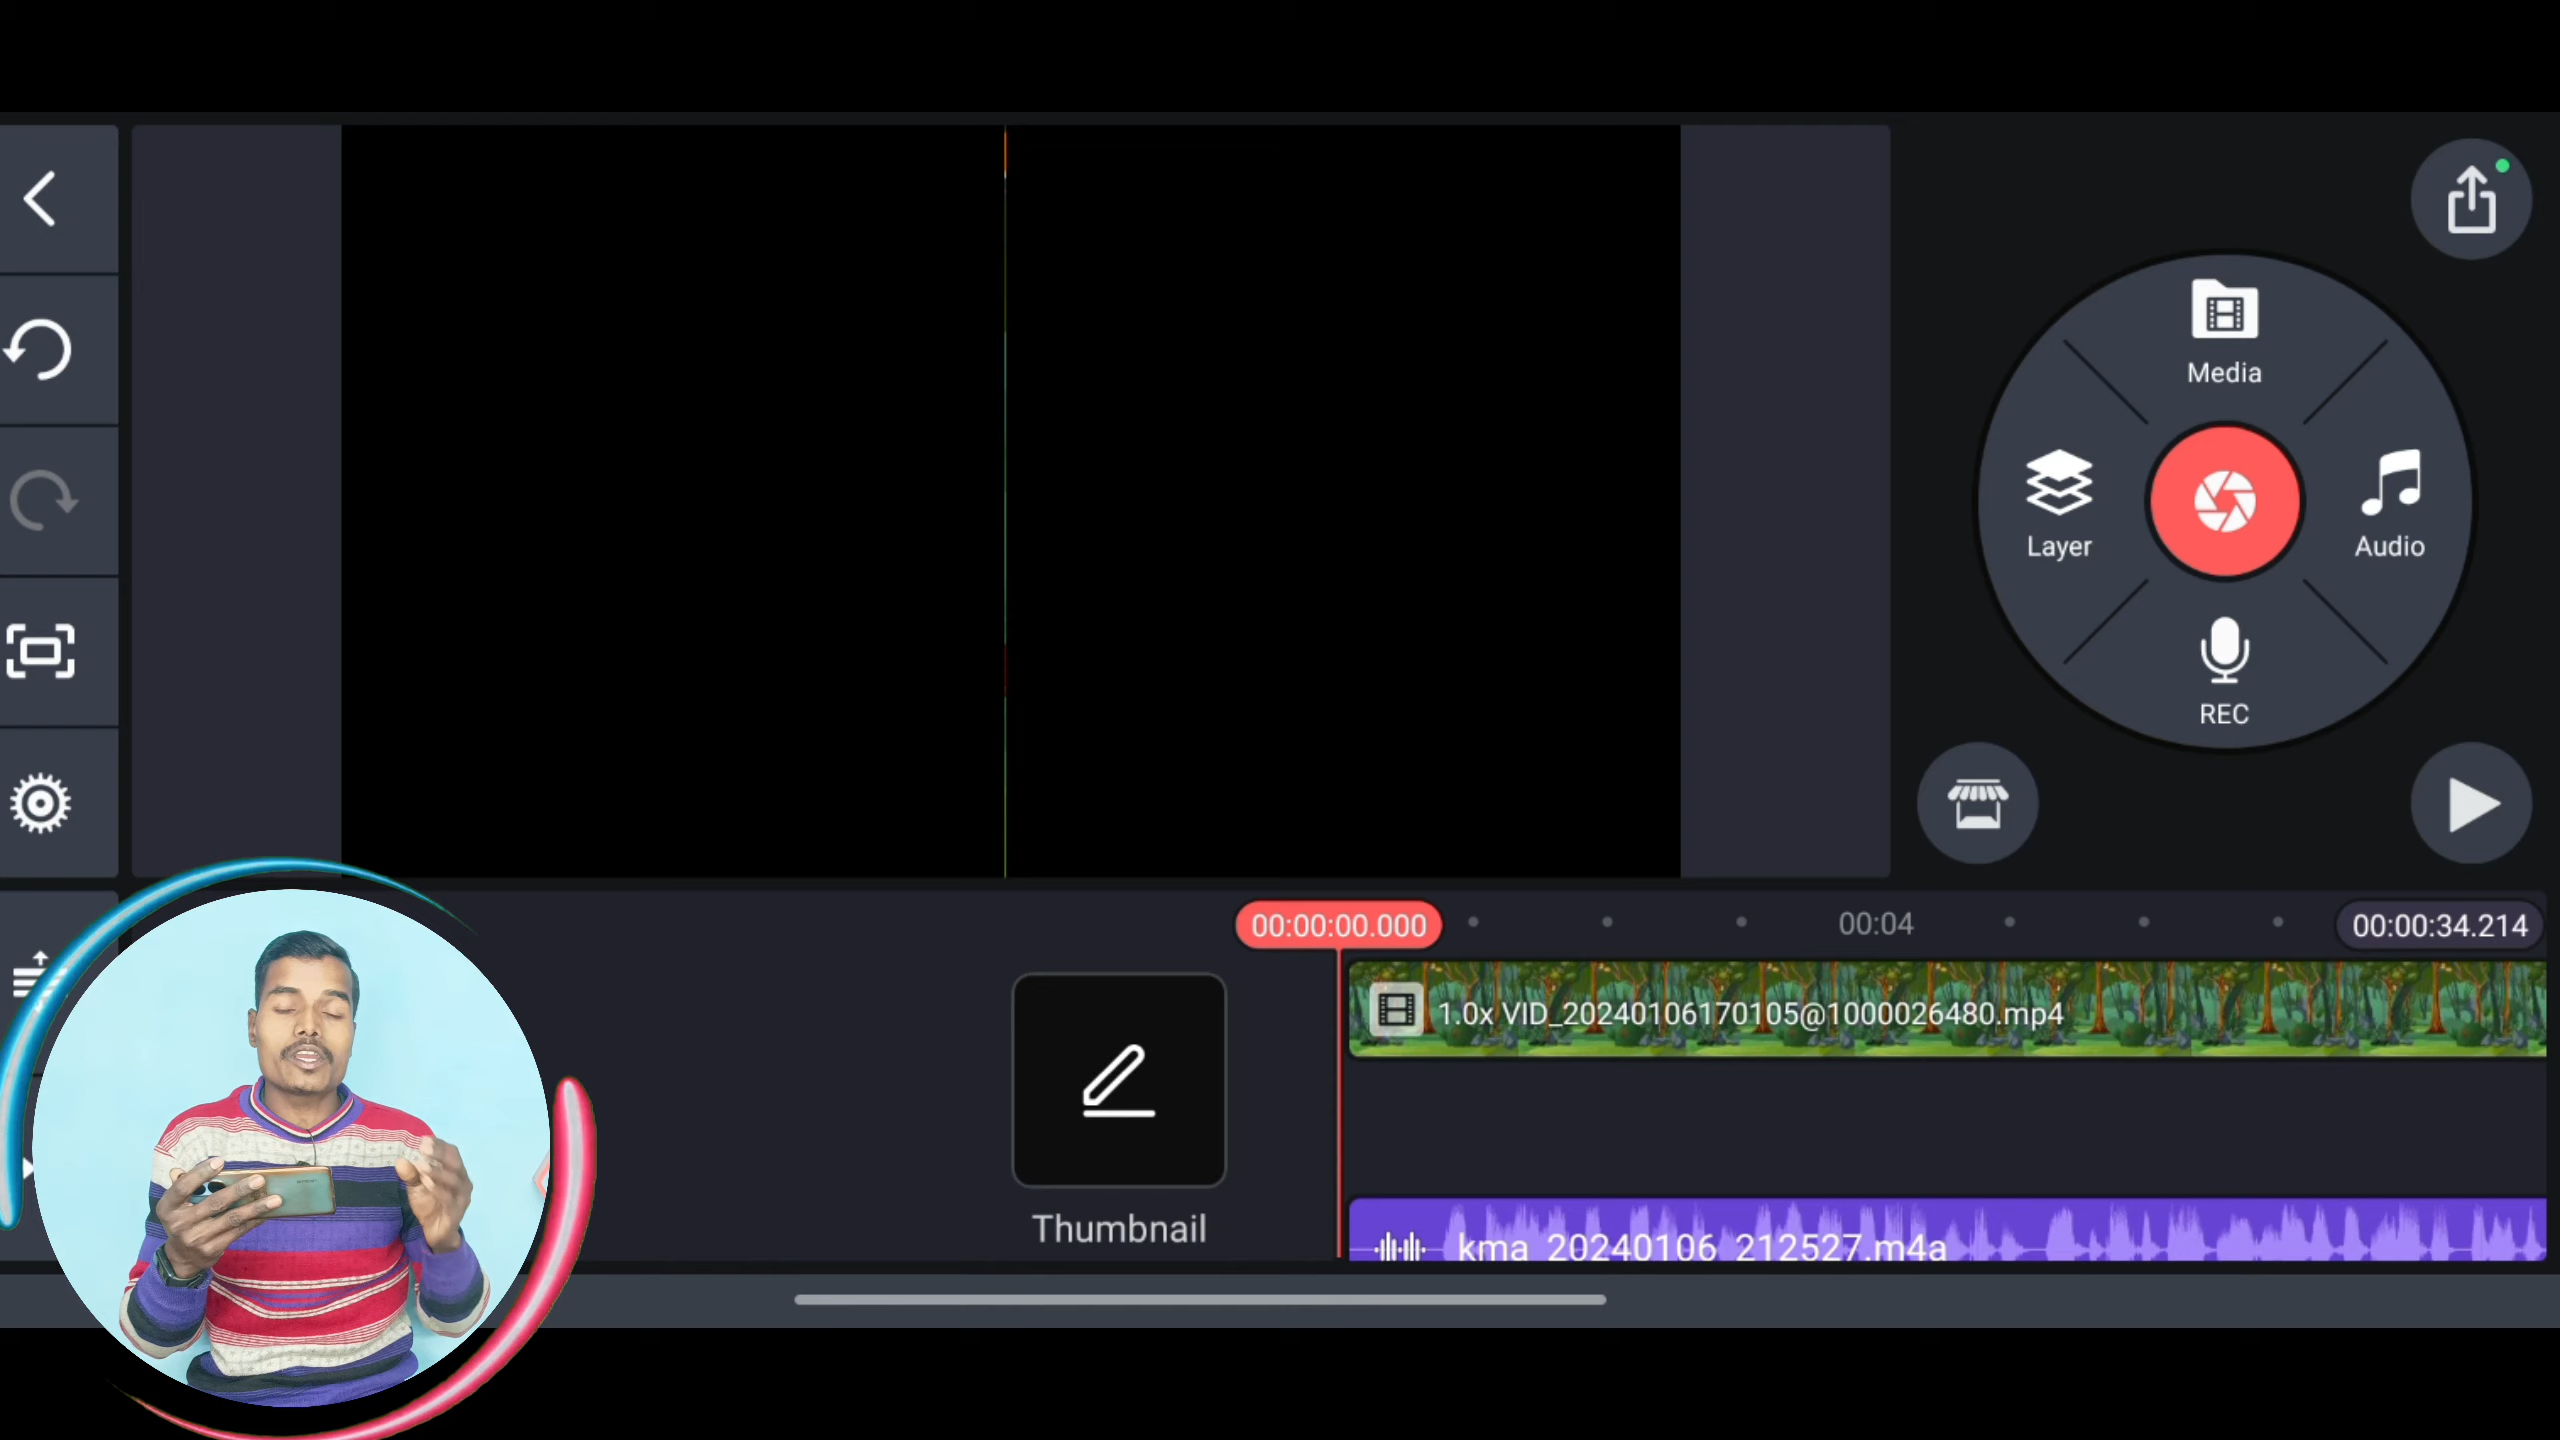 Media
Layer
Audio
REC
00:00:00.000
00:04
00:00:34.214
1.0x VID_20240106170105@1000026480.mp4
Thumbnail
kma_20240106_212527.m4a